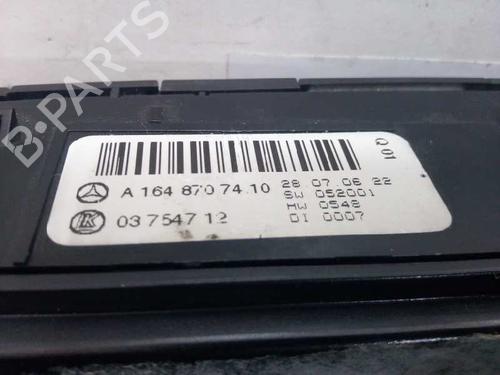 B-PARTS
A 164 870 74 10
28.07.06 22
SW 052001
HW 0548
DI 0007
K
03 7547 12
Q 01